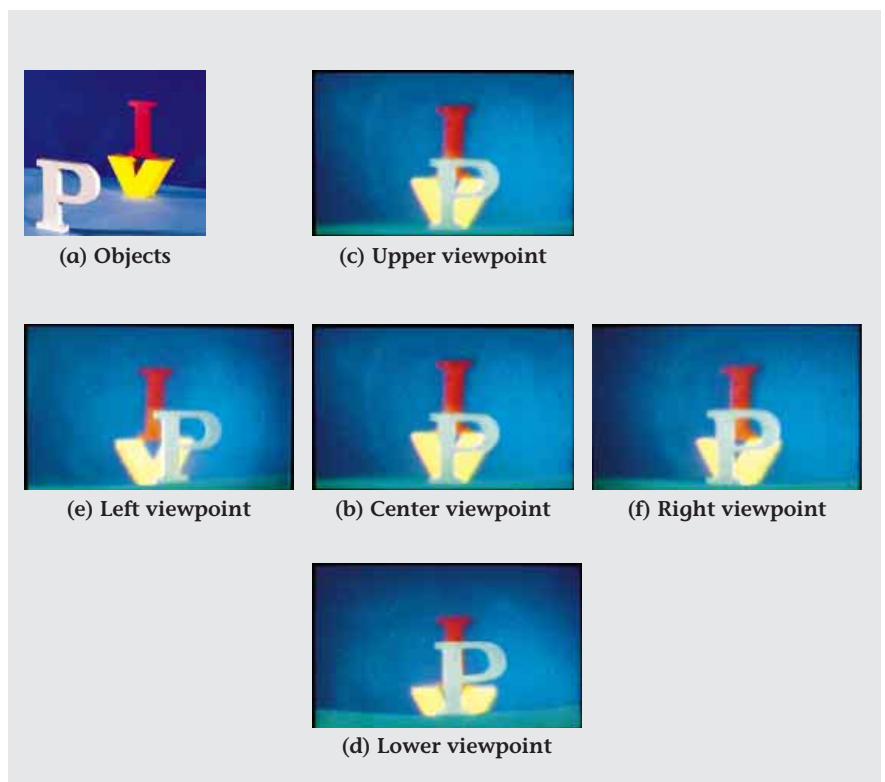 I
P V
(a) Objects
I
P V
(c) Upper viewpoint
I
V P
(e) Left viewpoint
I
P V
(b) Center viewpoint
I
P V
(f) Right viewpoint
I
P V
(d) Lower viewpoint